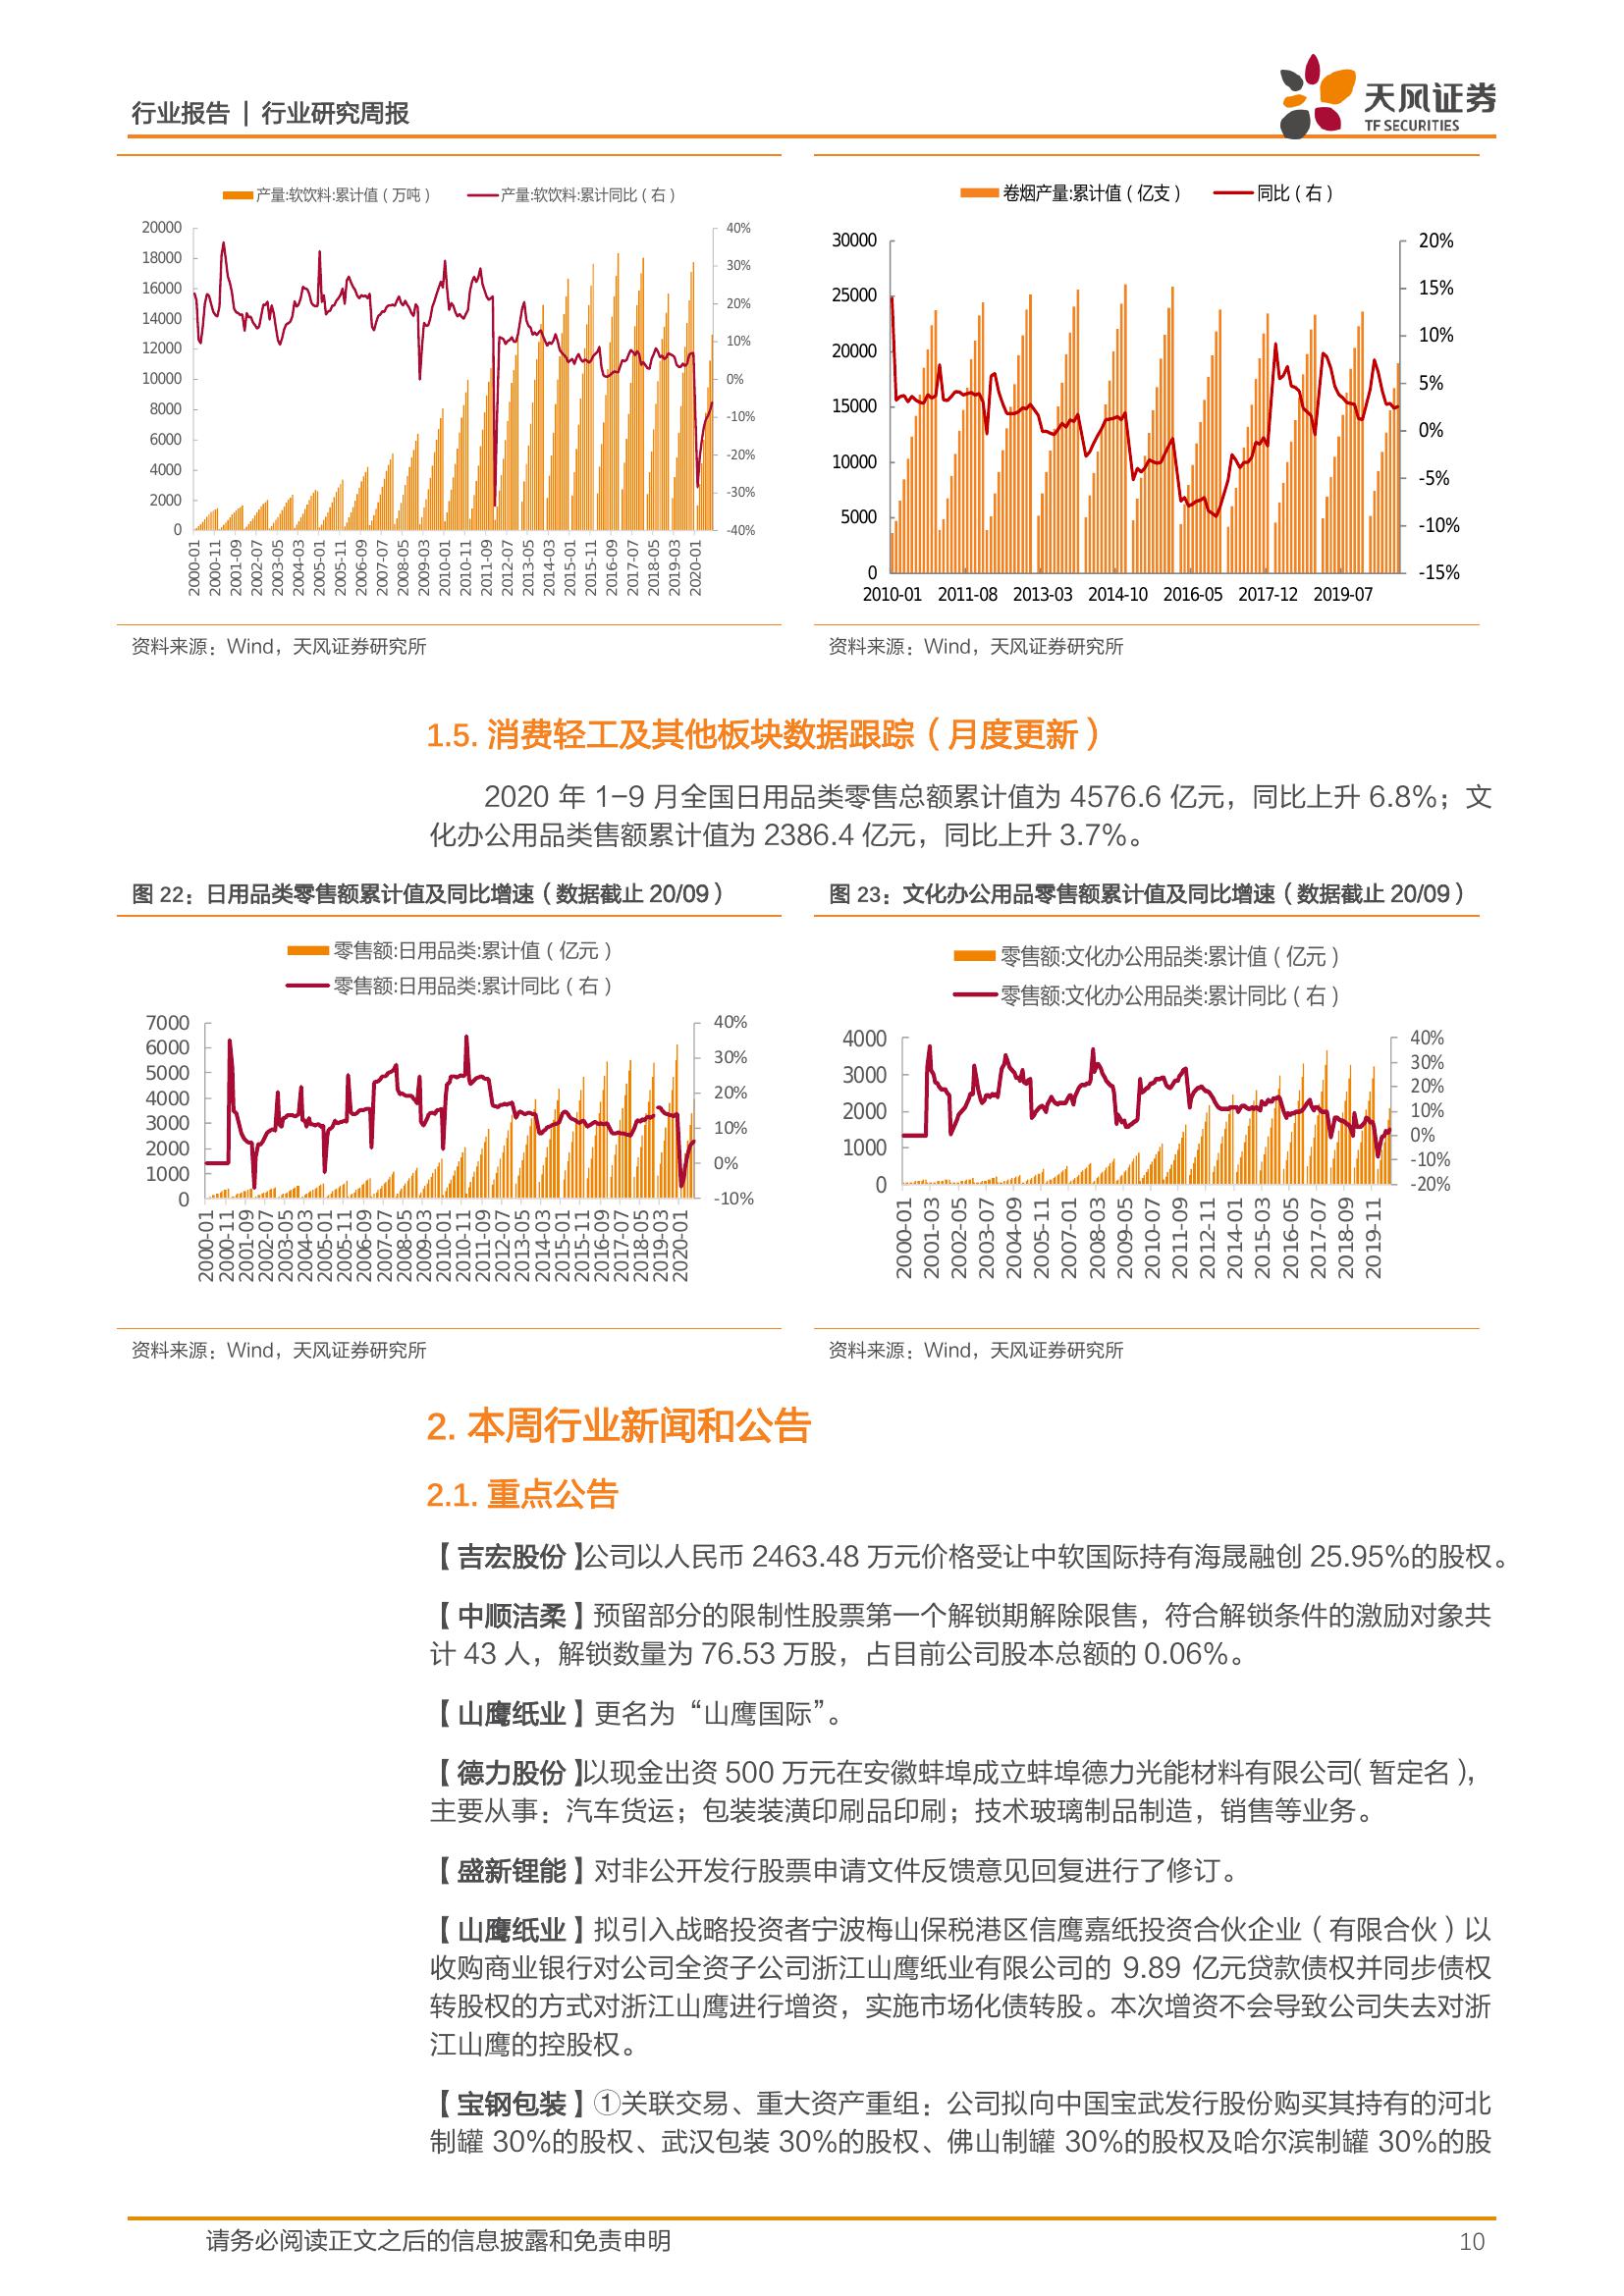 行业报告 | 行业研究周报
天风证券
TF SECURITIES
产量:软饮料:累计值（万吨） 产量:软饮料:累计同比（右）
20000 40%
18000
16000 30%
14000 20%
12000 10%
10000 0%
8000 -10%
6000
4000 -20%
2000 -30%
0 -40%
2000-01 2000-11 2001-09 2002-07 2003-05 2004-03 2005-01 2005-11 2006-09 2007-07 2008-05 2009-03 2010-01 2010-11 2011-09 2012-07 2013-05 2014-03 2015-01 2015-11 2016-09 2017-07 2018-05 2019-03 2020-01
卷烟产量:累计值（亿支） 同比（右）
30000 20%
25000 15%
20000 10%
15000 5%
10000 0%
5000 -5%
0 -10%
-15%
2010-01 2011-08 2013-03 2014-10 2016-05 2017-12 2019-07
资料来源：Wind，天风证券研究所
资料来源：Wind，天风证券研究所
1.5. 消费轻工及其他板块数据跟踪（月度更新）
2020 年 1-9 月全国日用品类零售总额累计值为 4576.6 亿元，同比上升 6.8%；文
化办公用品类售额累计值为 2386.4 亿元，同比上升 3.7%。
图 22：日用品类零售额累计值及同比增速（数据截止 20/09）
图 23：文化办公用品零售额累计值及同比增速（数据截止 20/09）
零售额:日用品类:累计值（亿元）
零售额:日用品类:累计同比（右）
7000 40%
6000 30%
5000 20%
4000
3000 10%
2000 0%
1000
0 -10%
2000-01 2000-11 2001-09 2002-07 2003-05 2004-03 2005-01 2005-11 2006-09 2007-07 2008-05 2009-03 2010-01 2010-11 2011-09 2012-07 2013-05 2014-03 2015-01 2015-11 2016-09 2017-07 2018-05 2019-03 2020-01
零售额:文化办公用品类:累计值（亿元）
零售额:文化办公用品类:累计同比（右）
4000 40%
3000 30%
2000 20%
1000 10%
0 0%
-10%
-20%
2000-01 2001-03 2002-05 2003-07 2004-09 2005-11 2007-01 2008-03 2009-05 2010-07 2011-09 2012-11 2014-01 2015-03 2016-05 2017-07 2018-09 2019-11
资料来源：Wind，天风证券研究所
资料来源：Wind，天风证券研究所
2. 本周行业新闻和公告
2.1. 重点公告
【吉宏股份】公司以人民币 2463.48 万元价格受让中软国际持有海晟融创 25.95%的股权。
【中顺洁柔】预留部分的限制性股票第一个解锁期解除限售，符合解锁条件的激励对象共
计 43 人，解锁数量为 76.53 万股，占目前公司股本总额的 0.06%。
【山鹰纸业】更名为“山鹰国际”。
【德力股份】以现金出资 500 万元在安徽蚌埠成立蚌埠德力光能材料有限公司（暂定名），
主要从事：汽车货运；包装装潢印刷品印刷；技术玻璃制品制造，销售等业务。
【盛新锂能】对非公开发行股票申请文件反馈意见回复进行了修订。
【山鹰纸业】拟引入战略投资者宁波梅山保税港区信鹰嘉纸投资合伙企业（有限合伙）以
收购商业银行对公司全资子公司浙江山鹰纸业有限公司的 9.89 亿元贷款债权并同步债权
转股权的方式对浙江山鹰进行增资，实施市场化债转股。本次增资不会导致公司失去对浙
江山鹰的控股权。
【宝钢包装】①关联交易、重大资产重组：公司拟向中国宝武发行股份购买其持有的河北
制罐 30%的股权、武汉包装 30%的股权、佛山制罐 30%的股权及哈尔滨制罐 30%的股
请务必阅读正文之后的信息披露和免责申明 10